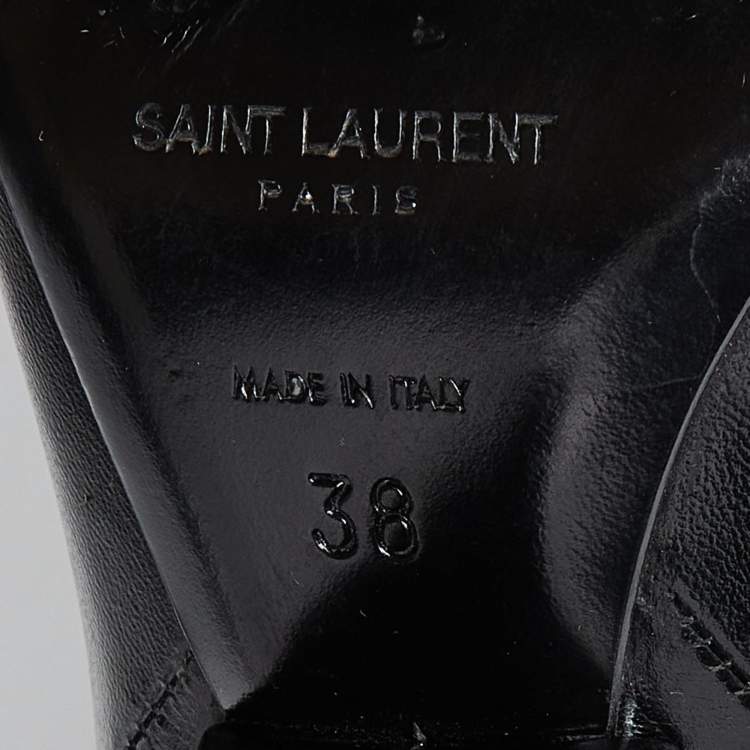 SAINT LAURENT
PARIS
MADE IN ITALY
38